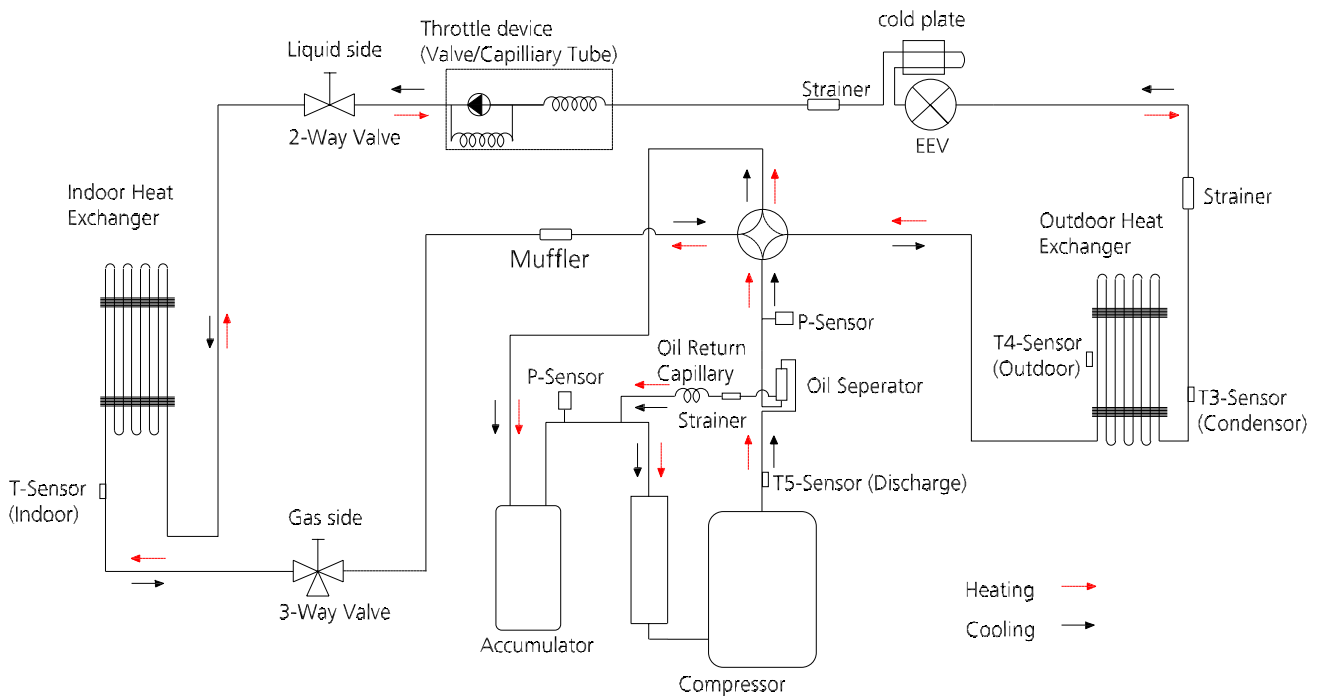 cold plate
Throttle device
(Valve/Capilliary Tube)
Liquid side
Strainer
2-Way Valve
EEV
Indoor Heat
Exchanger
Strainer
Outdoor Heat
Exchanger
Muffler
P-Sensor
T4-Sensor
(Outdoor)
Oil Return
Capillary
P-Sensor
Oil Seperator
T3-Sensor
(Condensor)
Strainer
T-Sensor
(Indoor)
T5-Sensor (Discharge)
Gas side
3-Way Valve
Heating
Cooling
Accumulator
Compressor